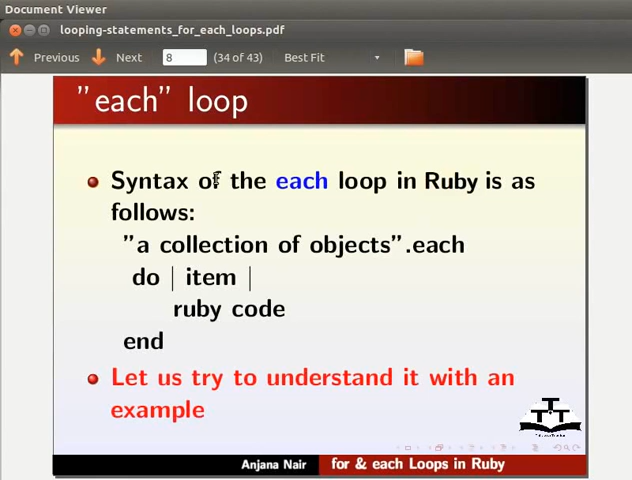 Document Viewer
looping-statements_for_each_loops.pdf
Previous Next 8 (34 of 43) Best Fit
"each" loop
Syntax of the each loop in Ruby is as
follows:
"a collection of objects".each
do | item |
ruby code
end
Let us try to understand it with an
example
Anjana Nair for & each Loops in Ruby